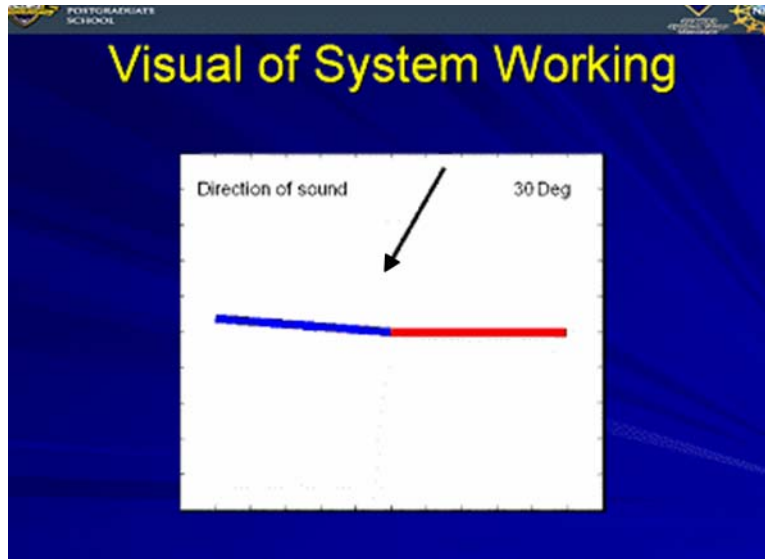 POSTGRADUATE
SCHOOL
Visual of System Working
Direction of sound 30 Deg